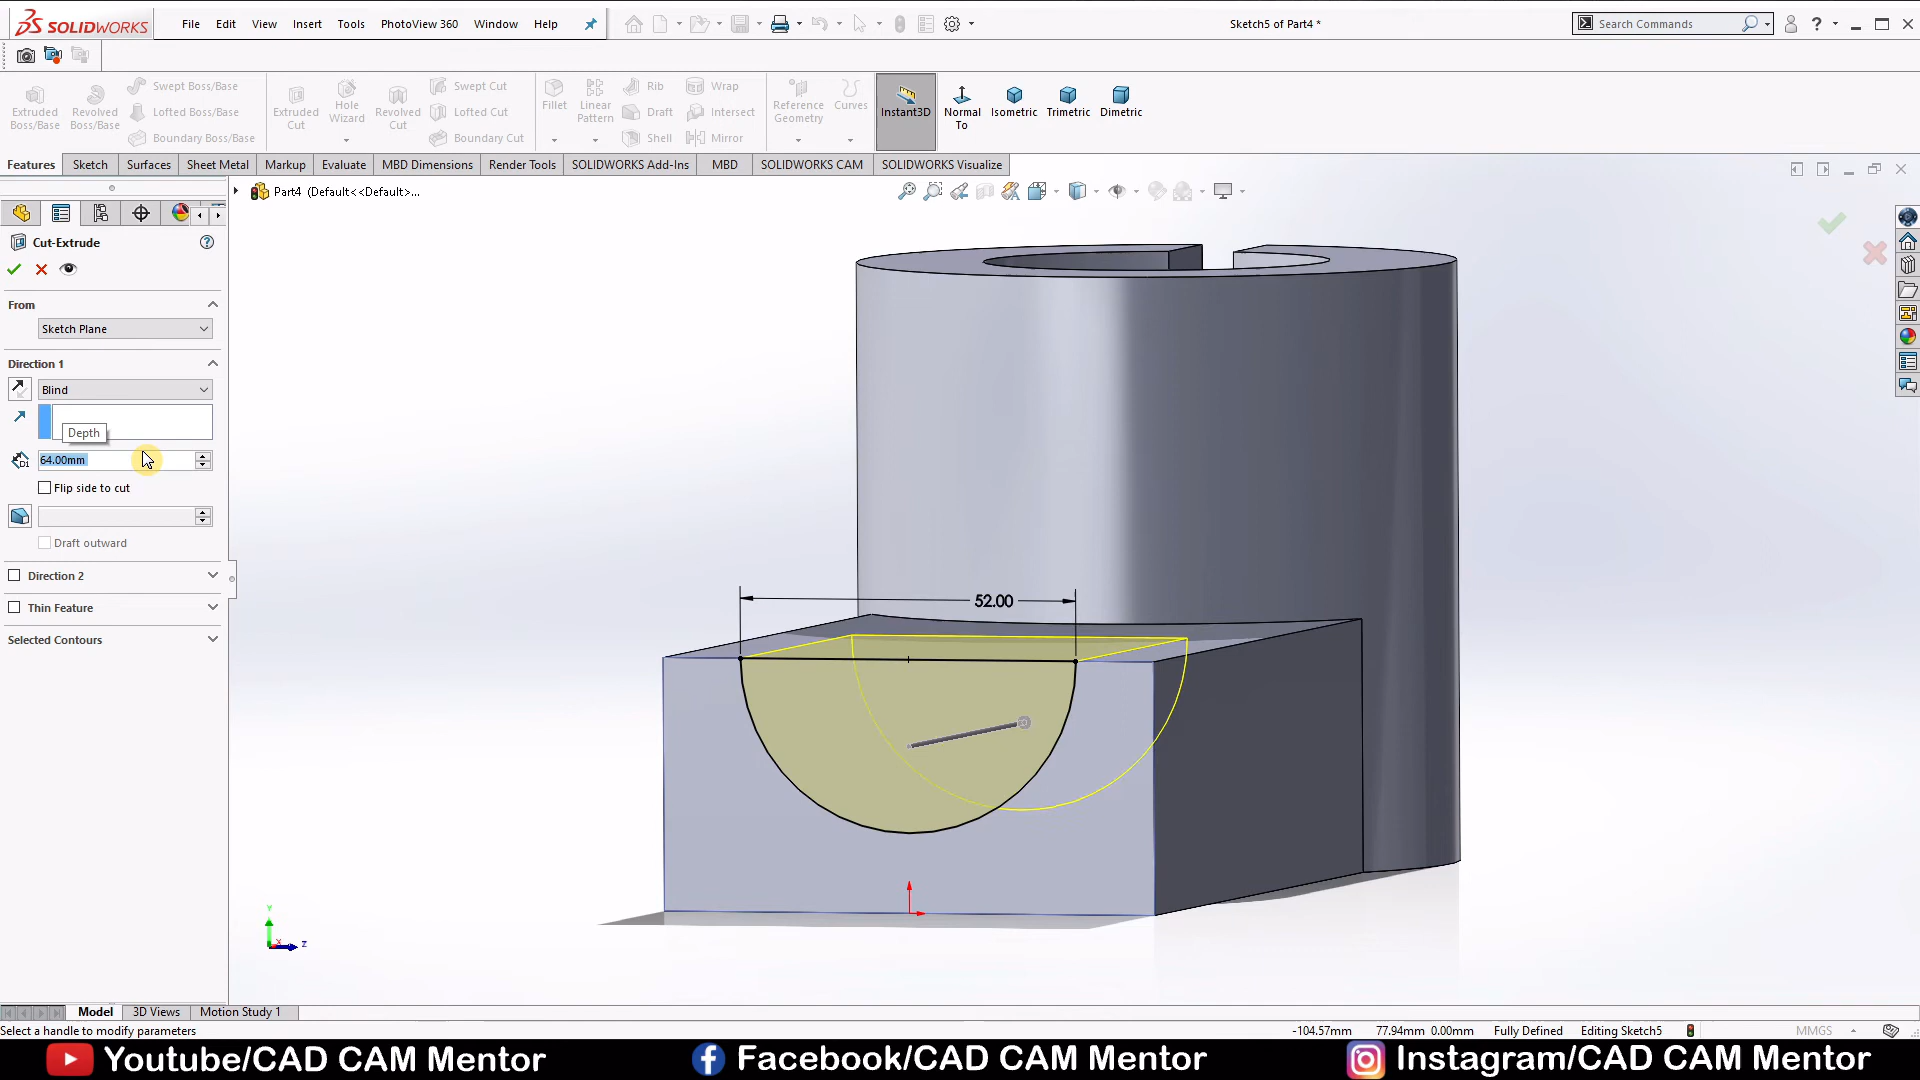 SOLIDWORKS File Edit View Insert Tools PhotoView 360 Window Help Sketch5 of Part4 * Search Commands ?
Extruded Boss/Base Revolved Boss/Base Swept Boss/Base Lofted Boss/Base Boundary Boss/Base Extruded Cut Hole Wizard Revolved Cut Swept Cut Lofted Cut Boundary Cut Fillet Linear Pattern Rib Draft Shell Wrap Intersect Mirror Reference Geometry Curves Instant3D Normal To Isometric Trimetric Dimetric
Features Sketch Surfaces Sheet Metal Markup Evaluate MBD Dimensions Render Tools SOLIDWORKS Add-Ins MBD SOLIDWORKS CAM SOLIDWORKS Visualize
Part4 (Default<<Default>...
Cut-Extrude ?
From
Sketch Plane
Direction 1
Blind
Depth
D1 64.00mm
Flip side to cut
Draft outward
Direction 2
Thin Feature
Selected Contours
52.00
Y
X Z
Model 3D Views Motion Study 1
Select a handle to modify parameters -104.57mm 77.94mm 0.00mm Fully Defined Editing Sketch5 MMGS
Youtube/CAD CAM Mentor Facebook/CAD CAM Mentor Instagram/CAD CAM Mentor